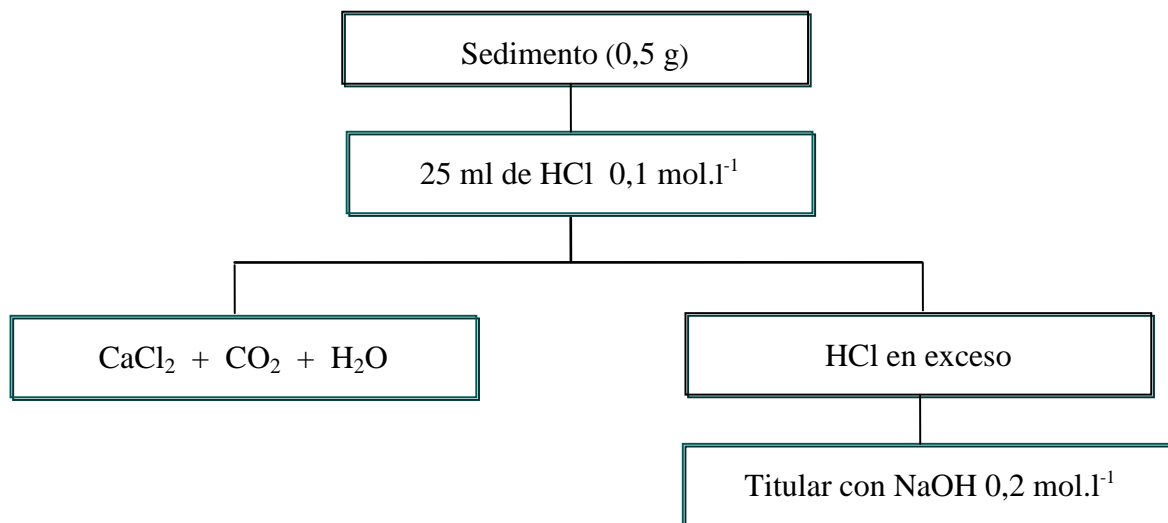 Sedimento (0,5 g)
25 ml de HCl 0,1 mol.l⁻¹
CaCl₂ + CO₂ + H₂O
HCl en exceso
Titular con NaOH 0,2 mol.l⁻¹